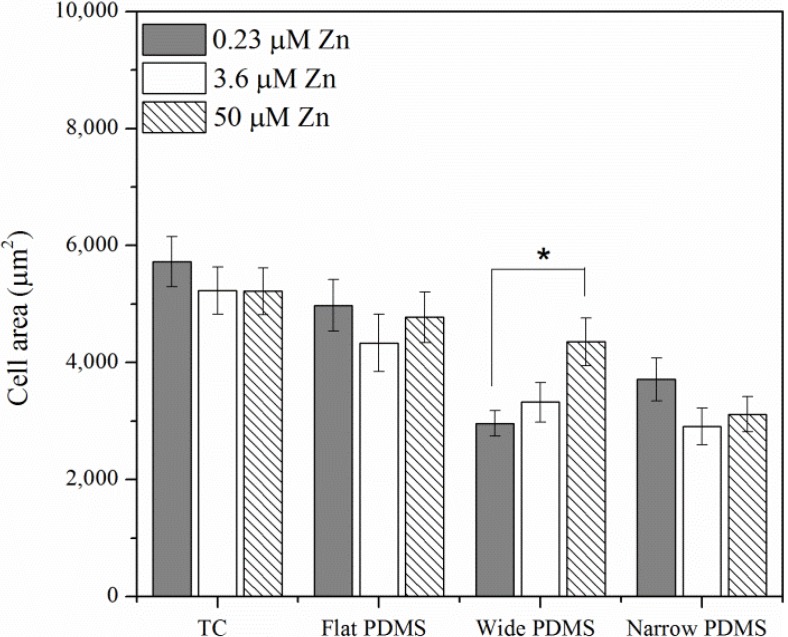 10,000
8,000
6,000
4,000
2,000
0
Cell area (μm²)
0.23 μM Zn
3.6 μM Zn
50 μM Zn
*
TC Flat PDMS Wide PDMS Narrow PDMS